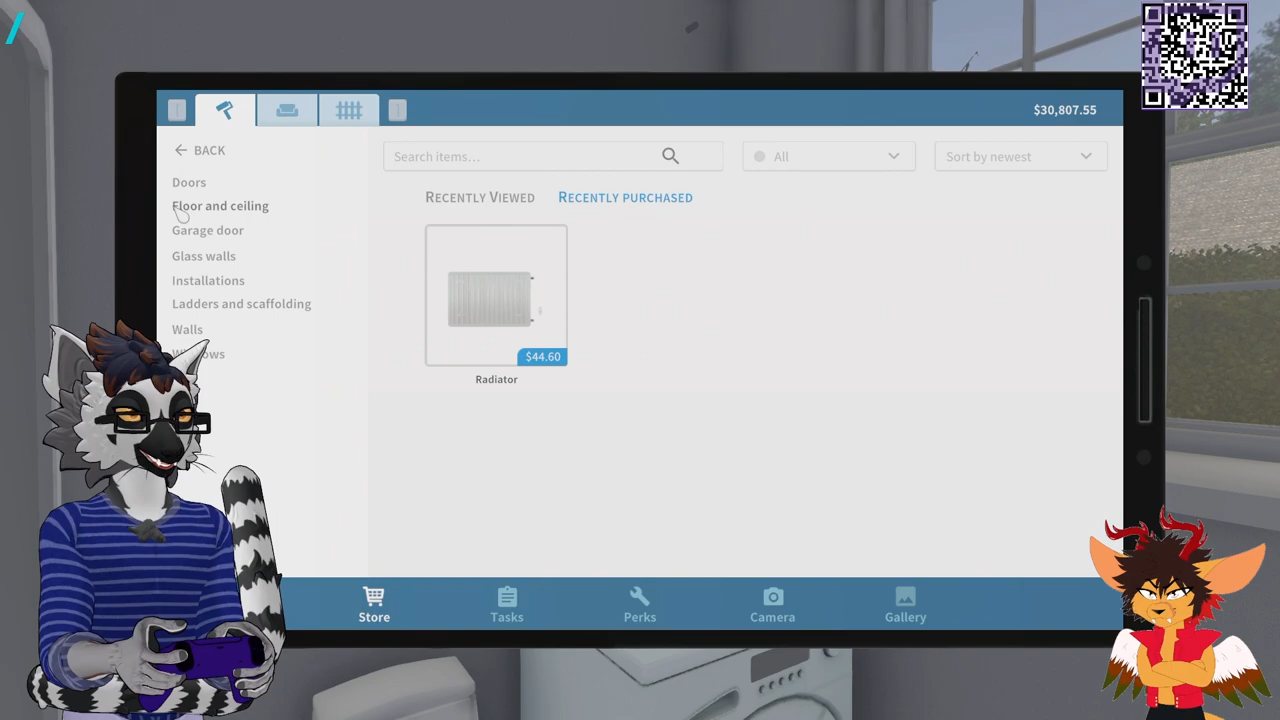 $30,807.55
BACK
Search items...
All
Sort by newest
Doors
Floor and ceiling
Garage door
Glass walls
Installations
Ladders and scaffolding
Walls
RECENTLY VIEWED
RECENTLY PURCHASED
$44.60
Radiator
Store
Tasks
Perks
Camera
Gallery